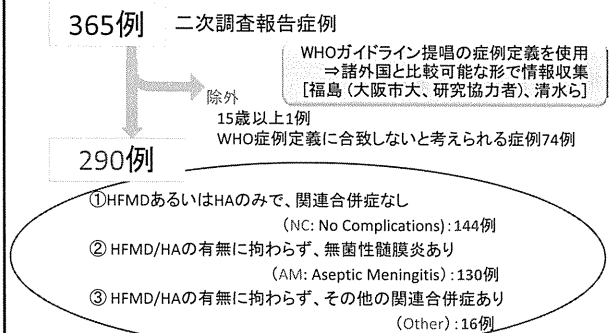 365例 二次調査報告症例
WHOガイドライン提唱の症例定義を使用
⇒諸外国と比較可能な形で情報収集
[福島(大阪市大、研究協力者)、清水ら]
除外
15歳以上1例
WHO症例定義に合致しないと考えられる症例74例
290例
①HFMDあるいはHAのみで、関連合併症なし
(NC: No Complications):144例
② HFMD/HAの有無に拘わらず、無菌性髄膜炎あり
(AM: Aseptic Meningitis):130例
③ HFMD/HAの有無に拘わらず、その他の関連合併症あり
(Other):16例